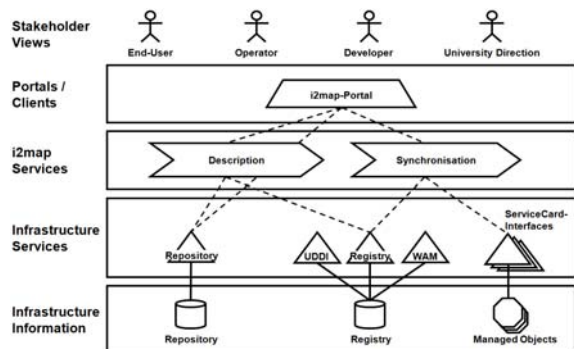 Stakeholder
Views
End-User
Operator
Developer
University Direction
Portals /
Clients
i2map-Portal
i2map
Services
Description
Synchronisation
Infrastructure
Services
ServiceCard-
Interfaces
Repository
UDDI
Registry
WAM
Infrastructure
Information
Repository
Registry
Managed Objects